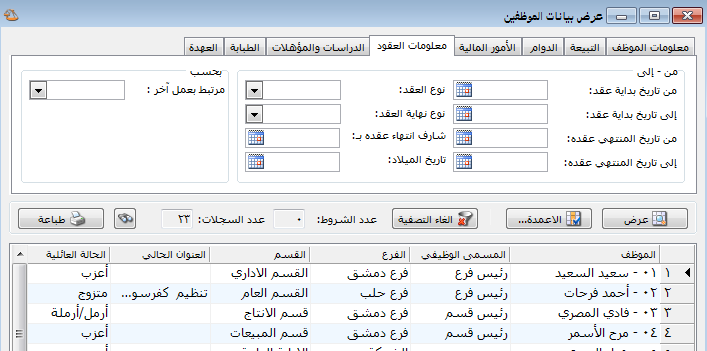 عرض بيانات الموظفين
معلومات الموظف التبيعة الدوام الأمور المالية معلومات العقود الدراسات والمؤهلات الطبابة العهدة
من - إلى
من تاريخ بداية عقد:
نوع العقد:
إلى تاريخ بداية عقد:
نوع نهاية العقد:
من تاريخ المنتهي عقده:
شارف انتهاء عقده بـ:
إلى تاريخ المنتهي عقده:
تاريخ الميلاد:
بحسب
مرتبط بعمل آخر :
عرض الاعمدة... الغاء التصفية عدد الشروط: ٠ عدد السجلات: ٢٣ طباعة
الموظف المسمى الوظيفي الفرع القسم العنوان الحالي الحالة العائلية
١ ٠١ - سعيد السعيد رئيس فرع فرع دمشق القسم الاداري أعزب
٢ ٠٢ - أحمد فرحات رئيس فرع فرع حلب القسم العام تنظيم كفرسو... متزوج
٣ ٠٣ - فادي المصري رئيس قسم فرع دمشق قسم الانتاج أرمل/أرملة
٤ ٠٤ - مرح الأسمر رئيس قسم فرع دمشق قسم المبيعات أعزب